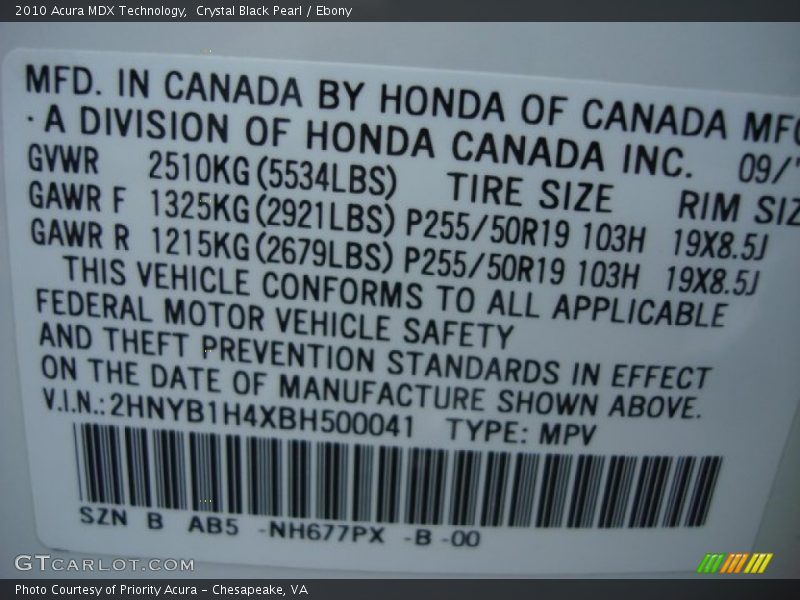 2010 Acura MDX Technology,  Crystal Black Pearl / Ebony
MFD. IN CANADA BY HONDA OF CANADA MFG
· A DIVISION OF HONDA CANADA INC. 09/
GVWR 2510KG (5534LBS) TIRE SIZE RIM SIZ
GAWR F 1325KG (2921LBS) P255/50R19 103H 19X8.5J
GAWR R 1215KG (2679LBS) P255/50R19 103H 19X8.5J
THIS VEHICLE CONFORMS TO ALL APPLICABLE
FEDERAL MOTOR VEHICLE SAFETY
AND THEFT PREVENTION STANDARDS IN EFFECT
ON THE DATE OF MANUFACTURE SHOWN ABOVE.
V.I.N.: 2HNYB1H4XBH500041 TYPE: MPV
SZN B AB5 -NH677PX -B -00
GTCARLOT.COM
Photo Courtesy of Priority Acura – Chesapeake, VA